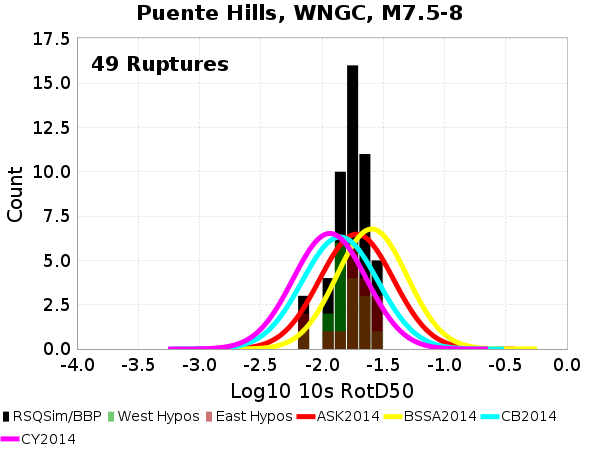 Puente Hills, WNGC, M7.5-8
49 Ruptures
17.5
15.0
12.5
10.0
7.5
5.0
2.5
0.0
Count
-4.0 -3.5 -3.0 -2.5 -2.0 -1.5 -1.0 -0.5 0.0
Log10 10s RotD50
RSQSim/BBP West Hypos East Hypos ASK2014 BSSA2014 CB2014
CY2014